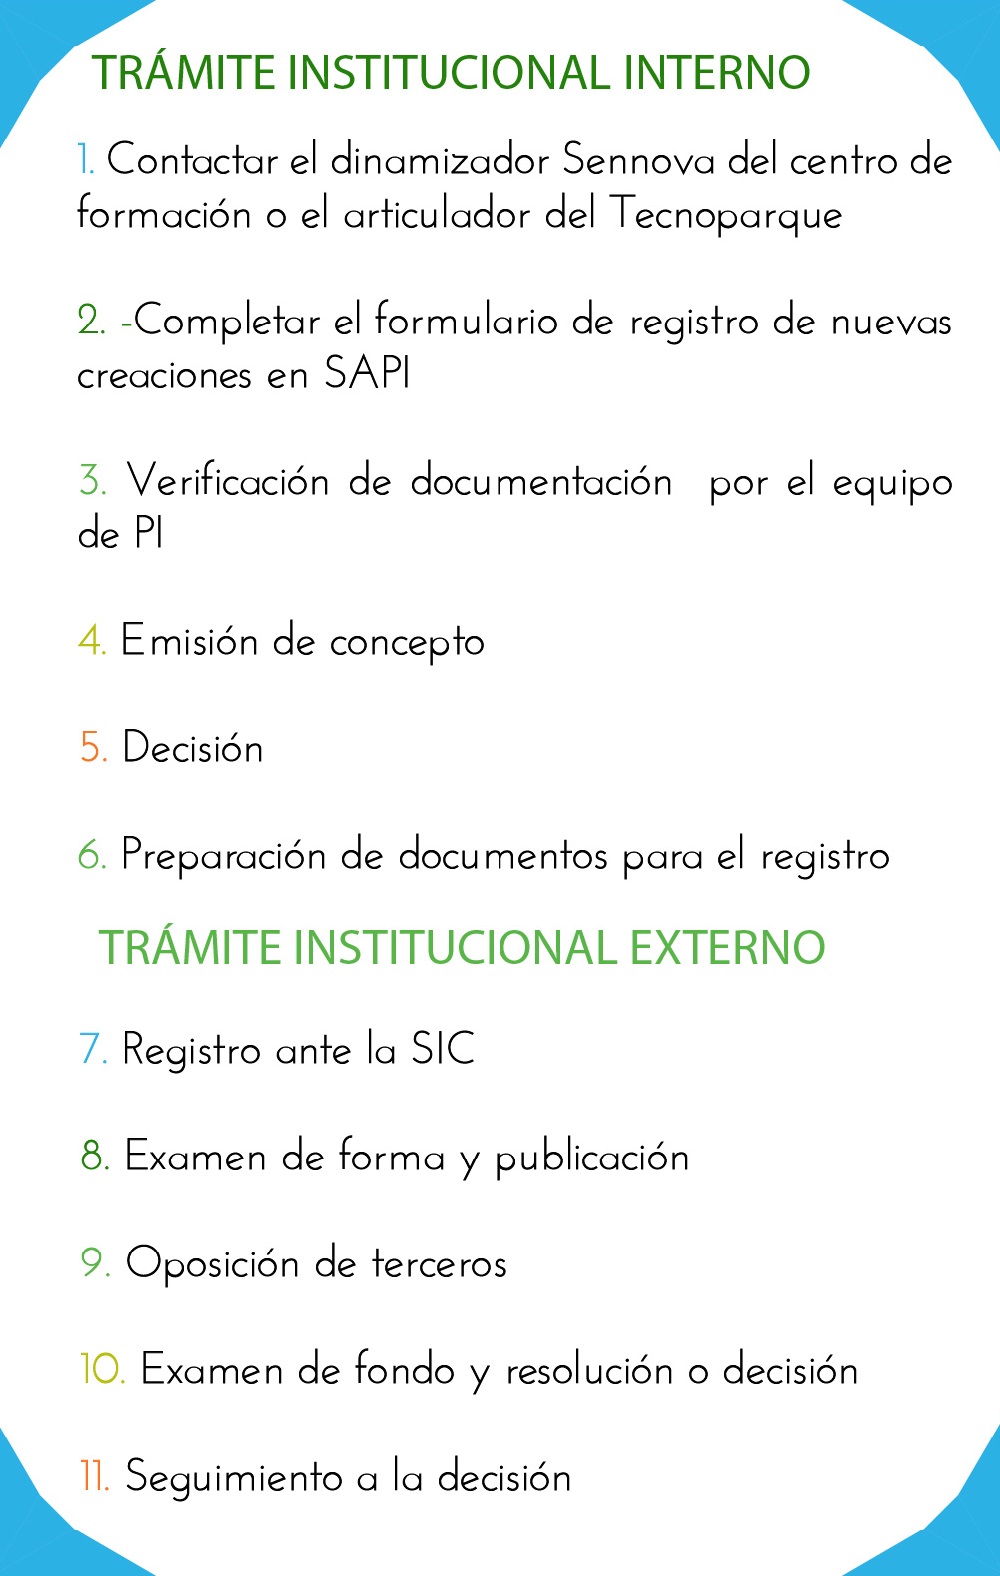 TRÁMITE INSTITUCIONAL INTERNO
1. Contactar el dinamizador Sennova del centro de
formación o el articulador del Tecnoparque
2. -Completar el formulario de registro de nuevas
creaciones en SAPI
3. Verificación de documentación por el equipo
de PI
4. Emisión de concepto
5. Decisión
6. Preparación de documentos para el registro
TRÁMITE INSTITUCIONAL EXTERNO
7. Registro ante la SIC
8. Examen de forma y publicación
9. Oposición de terceros
10. Examen de fondo y resolución o decisión
11. Seguimiento a la decisión